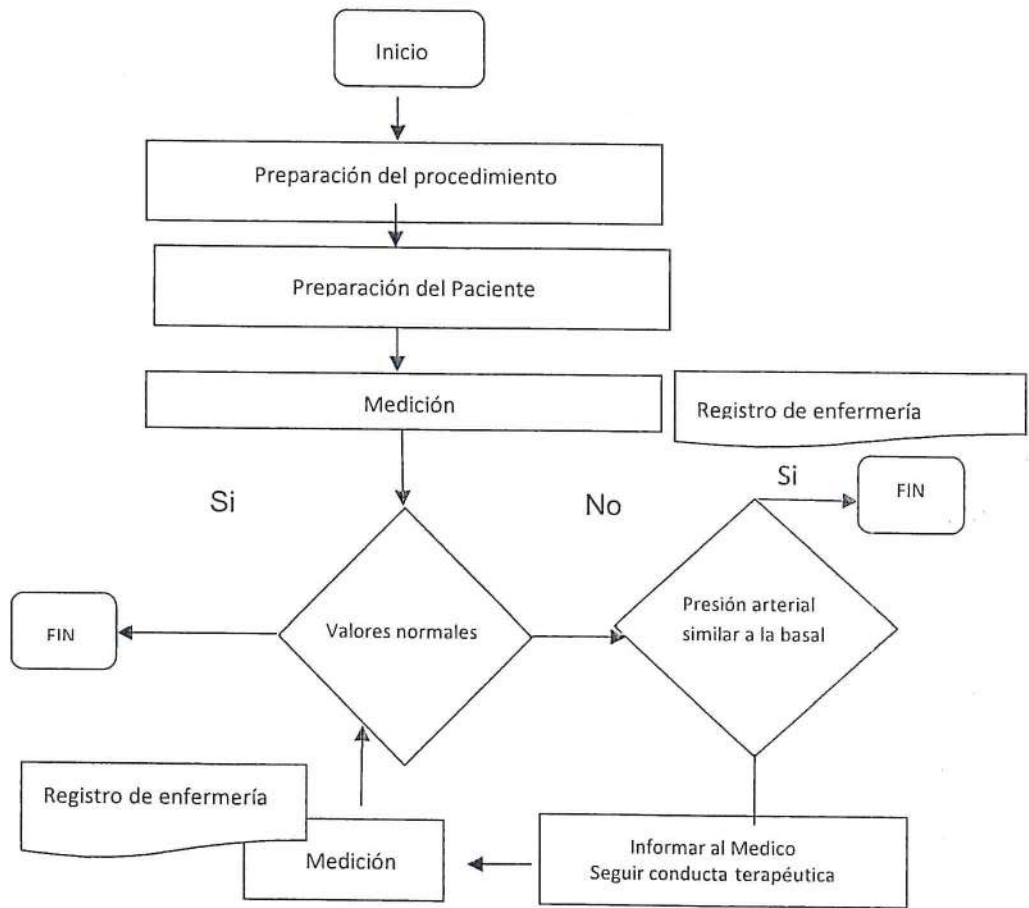 Inicio
Preparación del procedimiento
Preparación del Paciente
Medición
Registro de enfermería
Si
No
Si
FIN
FIN
Valores normales
Presión arterial
similar a la basal
Registro de enfermería
Medición
Informar al Medico
Seguir conducta terapéutica